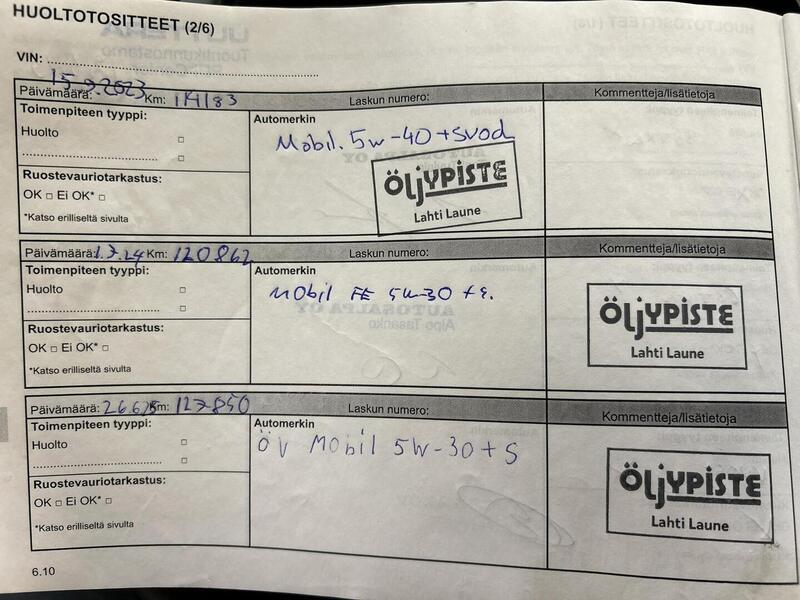 HUOLTOTOSITTEET (2/6)
VIN:
15.9.2023
Päivämäärä: Km: 114183 Laskun numero: Kommentteja/lisätietoja
Toimenpiteen tyyppi: Automerkin
Huolto □ Mobil. 5w-40 + svod
□
ÖLJYPISTE
Lahti Laune
Ruostevauriotarkastus:
OK □ Ei OK* □
*Katso erilliseltä sivulta
Päivämäärä: 1.7.24 Km: 120862 Laskun numero: Kommentteja/lisätietoja
Toimenpiteen tyyppi: Automerkin
Huolto □ Mobil FE 5w-30 + s.
□
ÖLJYPISTE
Lahti Laune
Ruostevauriotarkastus:
OK □ Ei OK* □
*Katso erilliseltä sivulta
Päivämäärä: 26.6.25 Km: 127850 Laskun numero: Kommentteja/lisätietoja
Toimenpiteen tyyppi: Automerkin
Huolto □ ÖV Mobil 5W-30 + S
□
ÖLJYPISTE
Lahti Laune
Ruostevauriotarkastus:
OK □ Ei OK* □
*Katso erilliseltä sivulta
6.10